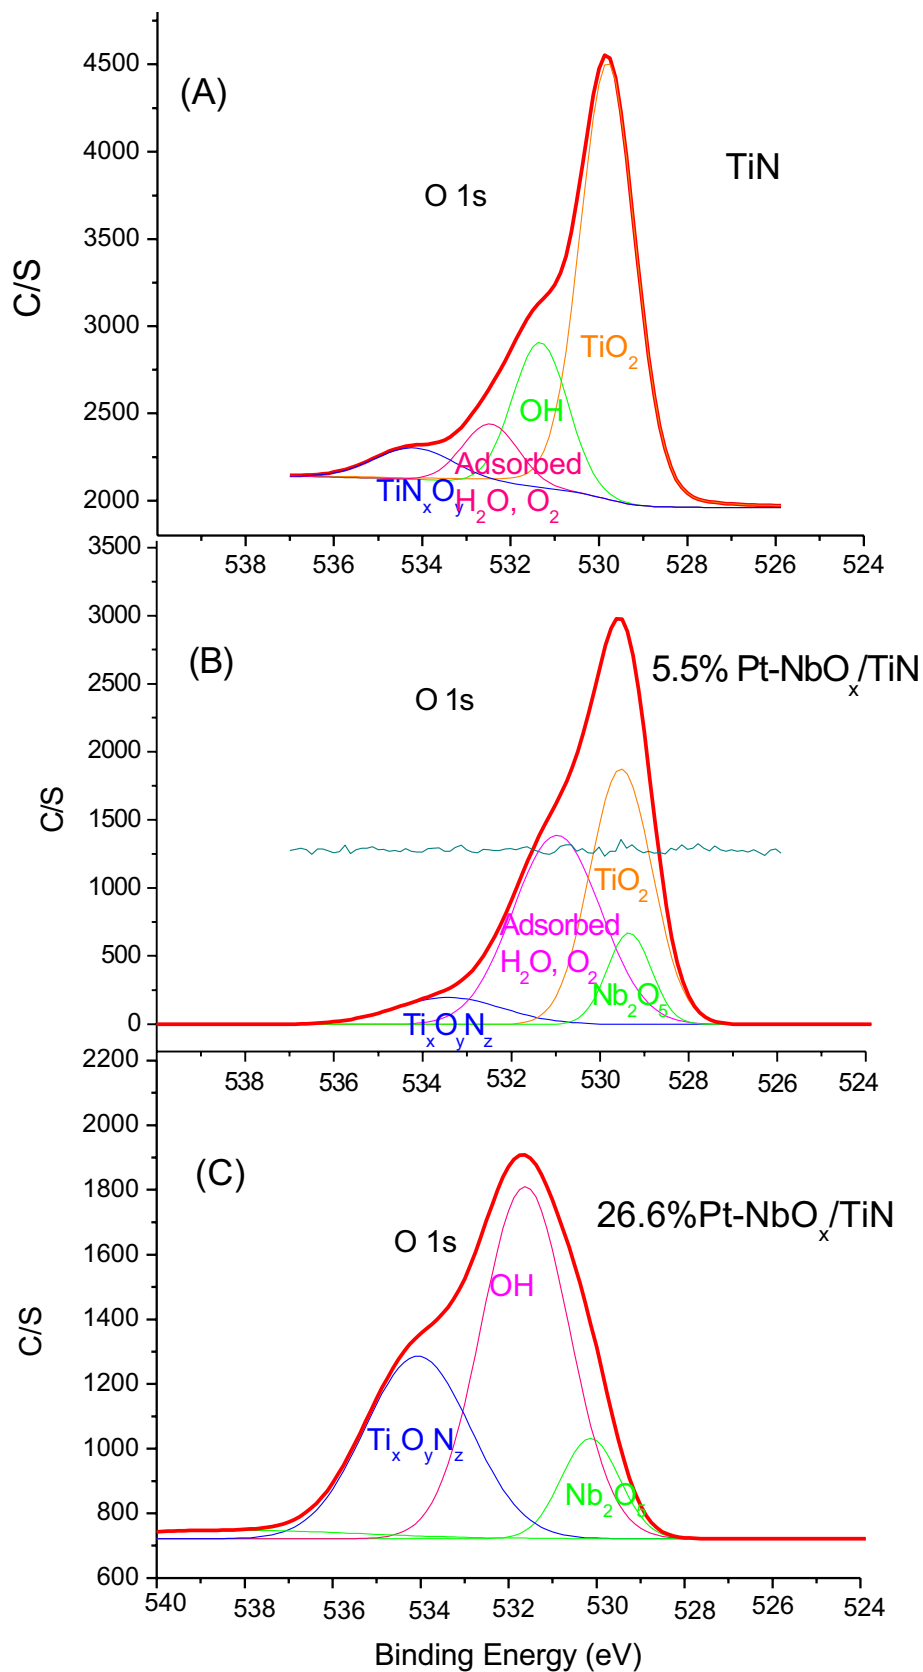 (A)
TiN
O 1s
C/S
4500
4000
3500
3000
2500
2000
TiO2
OH
Adsorbed
H2O, O2
TiNxOy
538 536 534 532 530 528 526 524
(B)
5.5% Pt-NbOx/TiN
O 1s
C/S
3500
3000
2500
2000
1500
1000
500
0
TiO2
Adsorbed
H2O, O2
Nb2O5
TixOyNz
538 536 534 532 530 528 526 524
(C)
26.6%Pt-NbOx/TiN
O 1s
C/S
2200
2000
1800
1600
1400
1200
1000
800
600
OH
TixOyNz
Nb2O5
540 538 536 534 532 530 528 526 524
Binding Energy (eV)